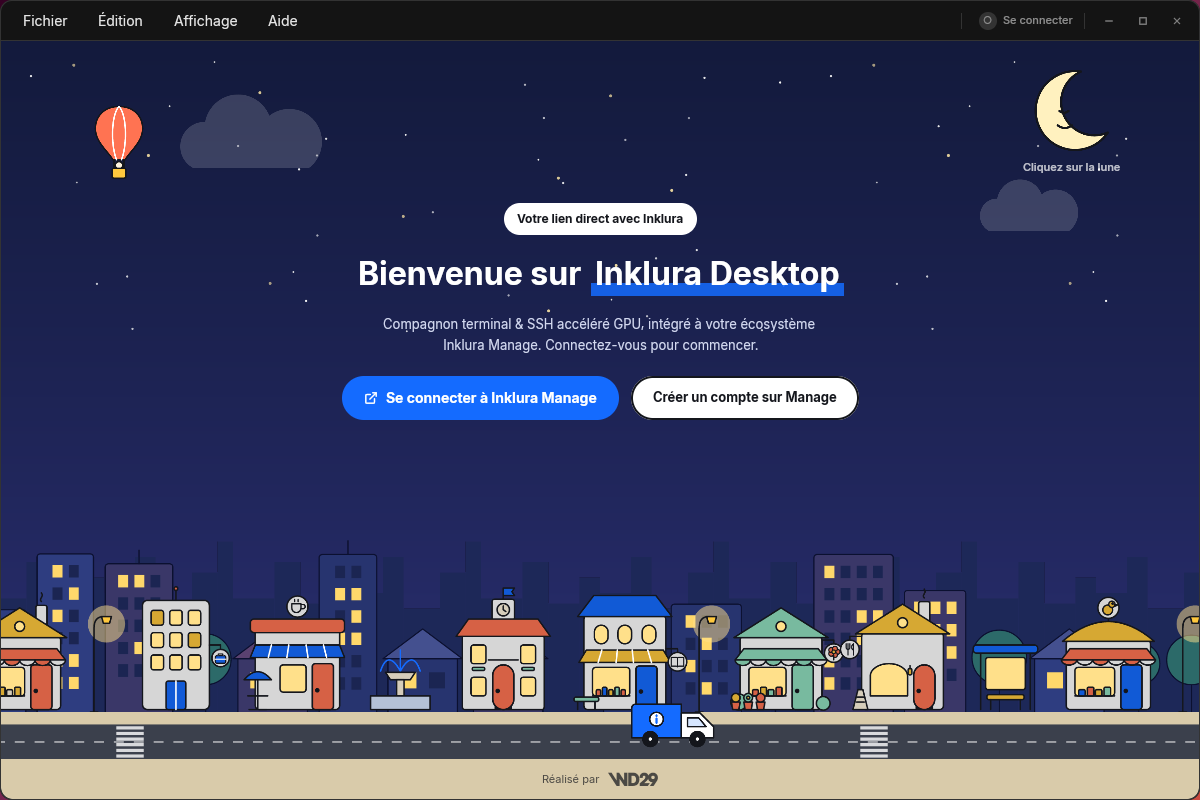 Fichier Édition Affichage Aide Se connecter
Cliquez sur la lune
Votre lien direct avec Inklura
Bienvenue sur Inklura Desktop
Compagnon terminal & SSH accéléré GPU, intégré à votre écosystème
Inklura Manage. Connectez-vous pour commencer.
Se connecter à Inklura Manage Créer un compte sur Manage
Réalisé par WD29